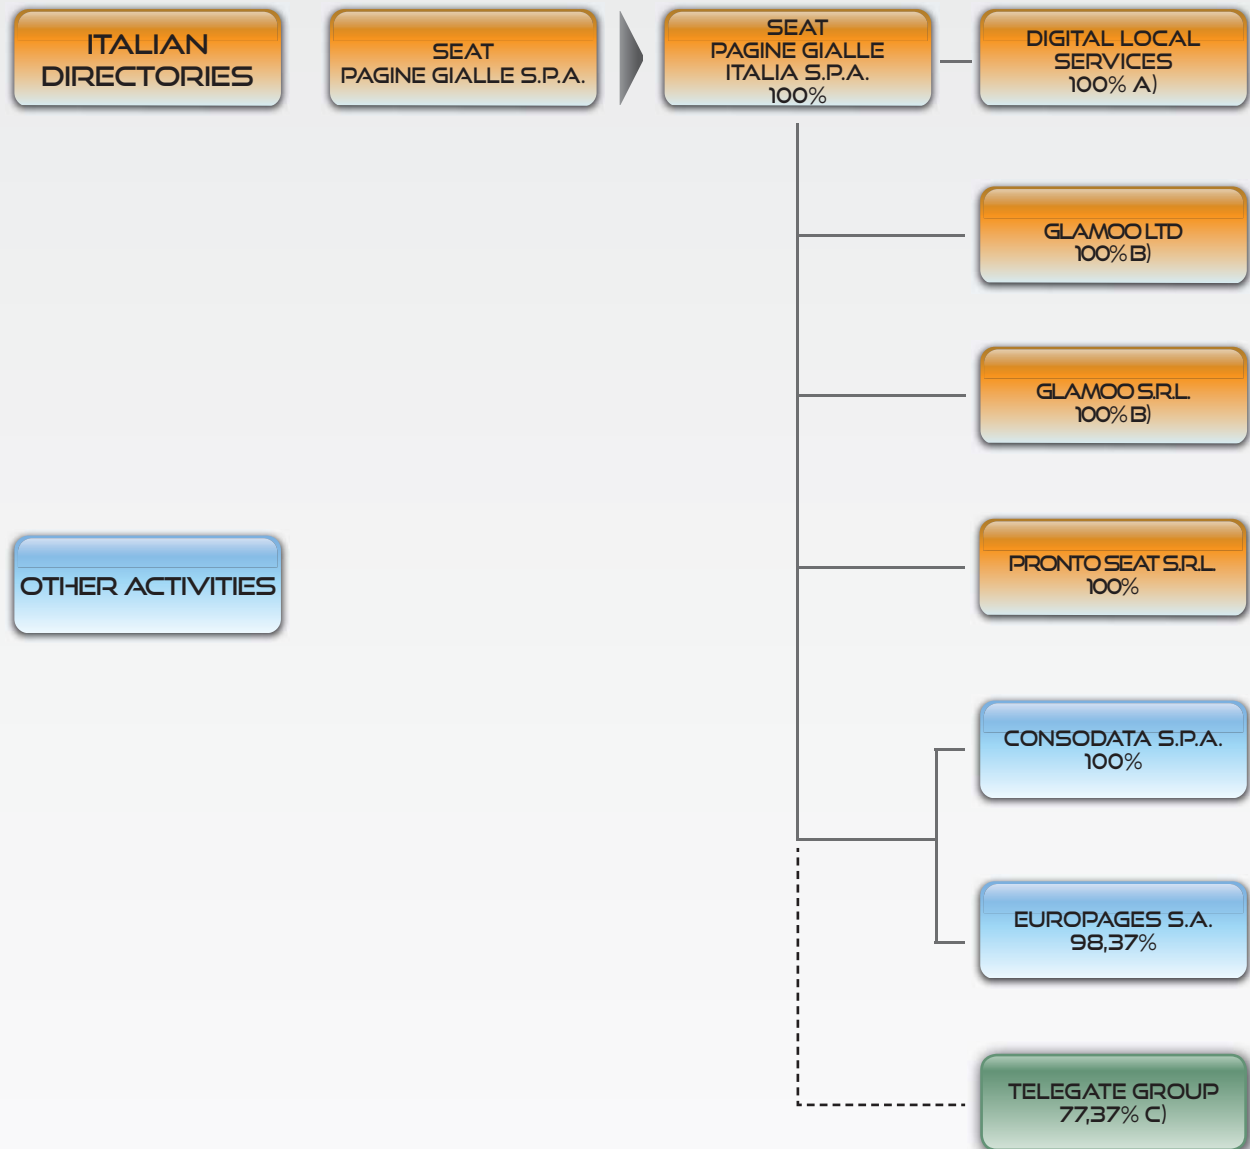 ITALIAN
DIRECTORIES
SEAT
PAGINE GIALLE S.P.A.
SEAT
PAGINE GIALLE
ITALIA S.P.A.
100%
DIGITAL LOCAL
SERVICES
100% A)
GLAMOO LTD
100% B)
GLAMOO S.R.L.
100% B)
PRONTO SEAT S.R.L
100%
OTHER ACTIVITIES
CONSODATA S.P.A.
100%
EUROPAGES S.A.
98,37%
TELEGATE GROUP
77,37% C)